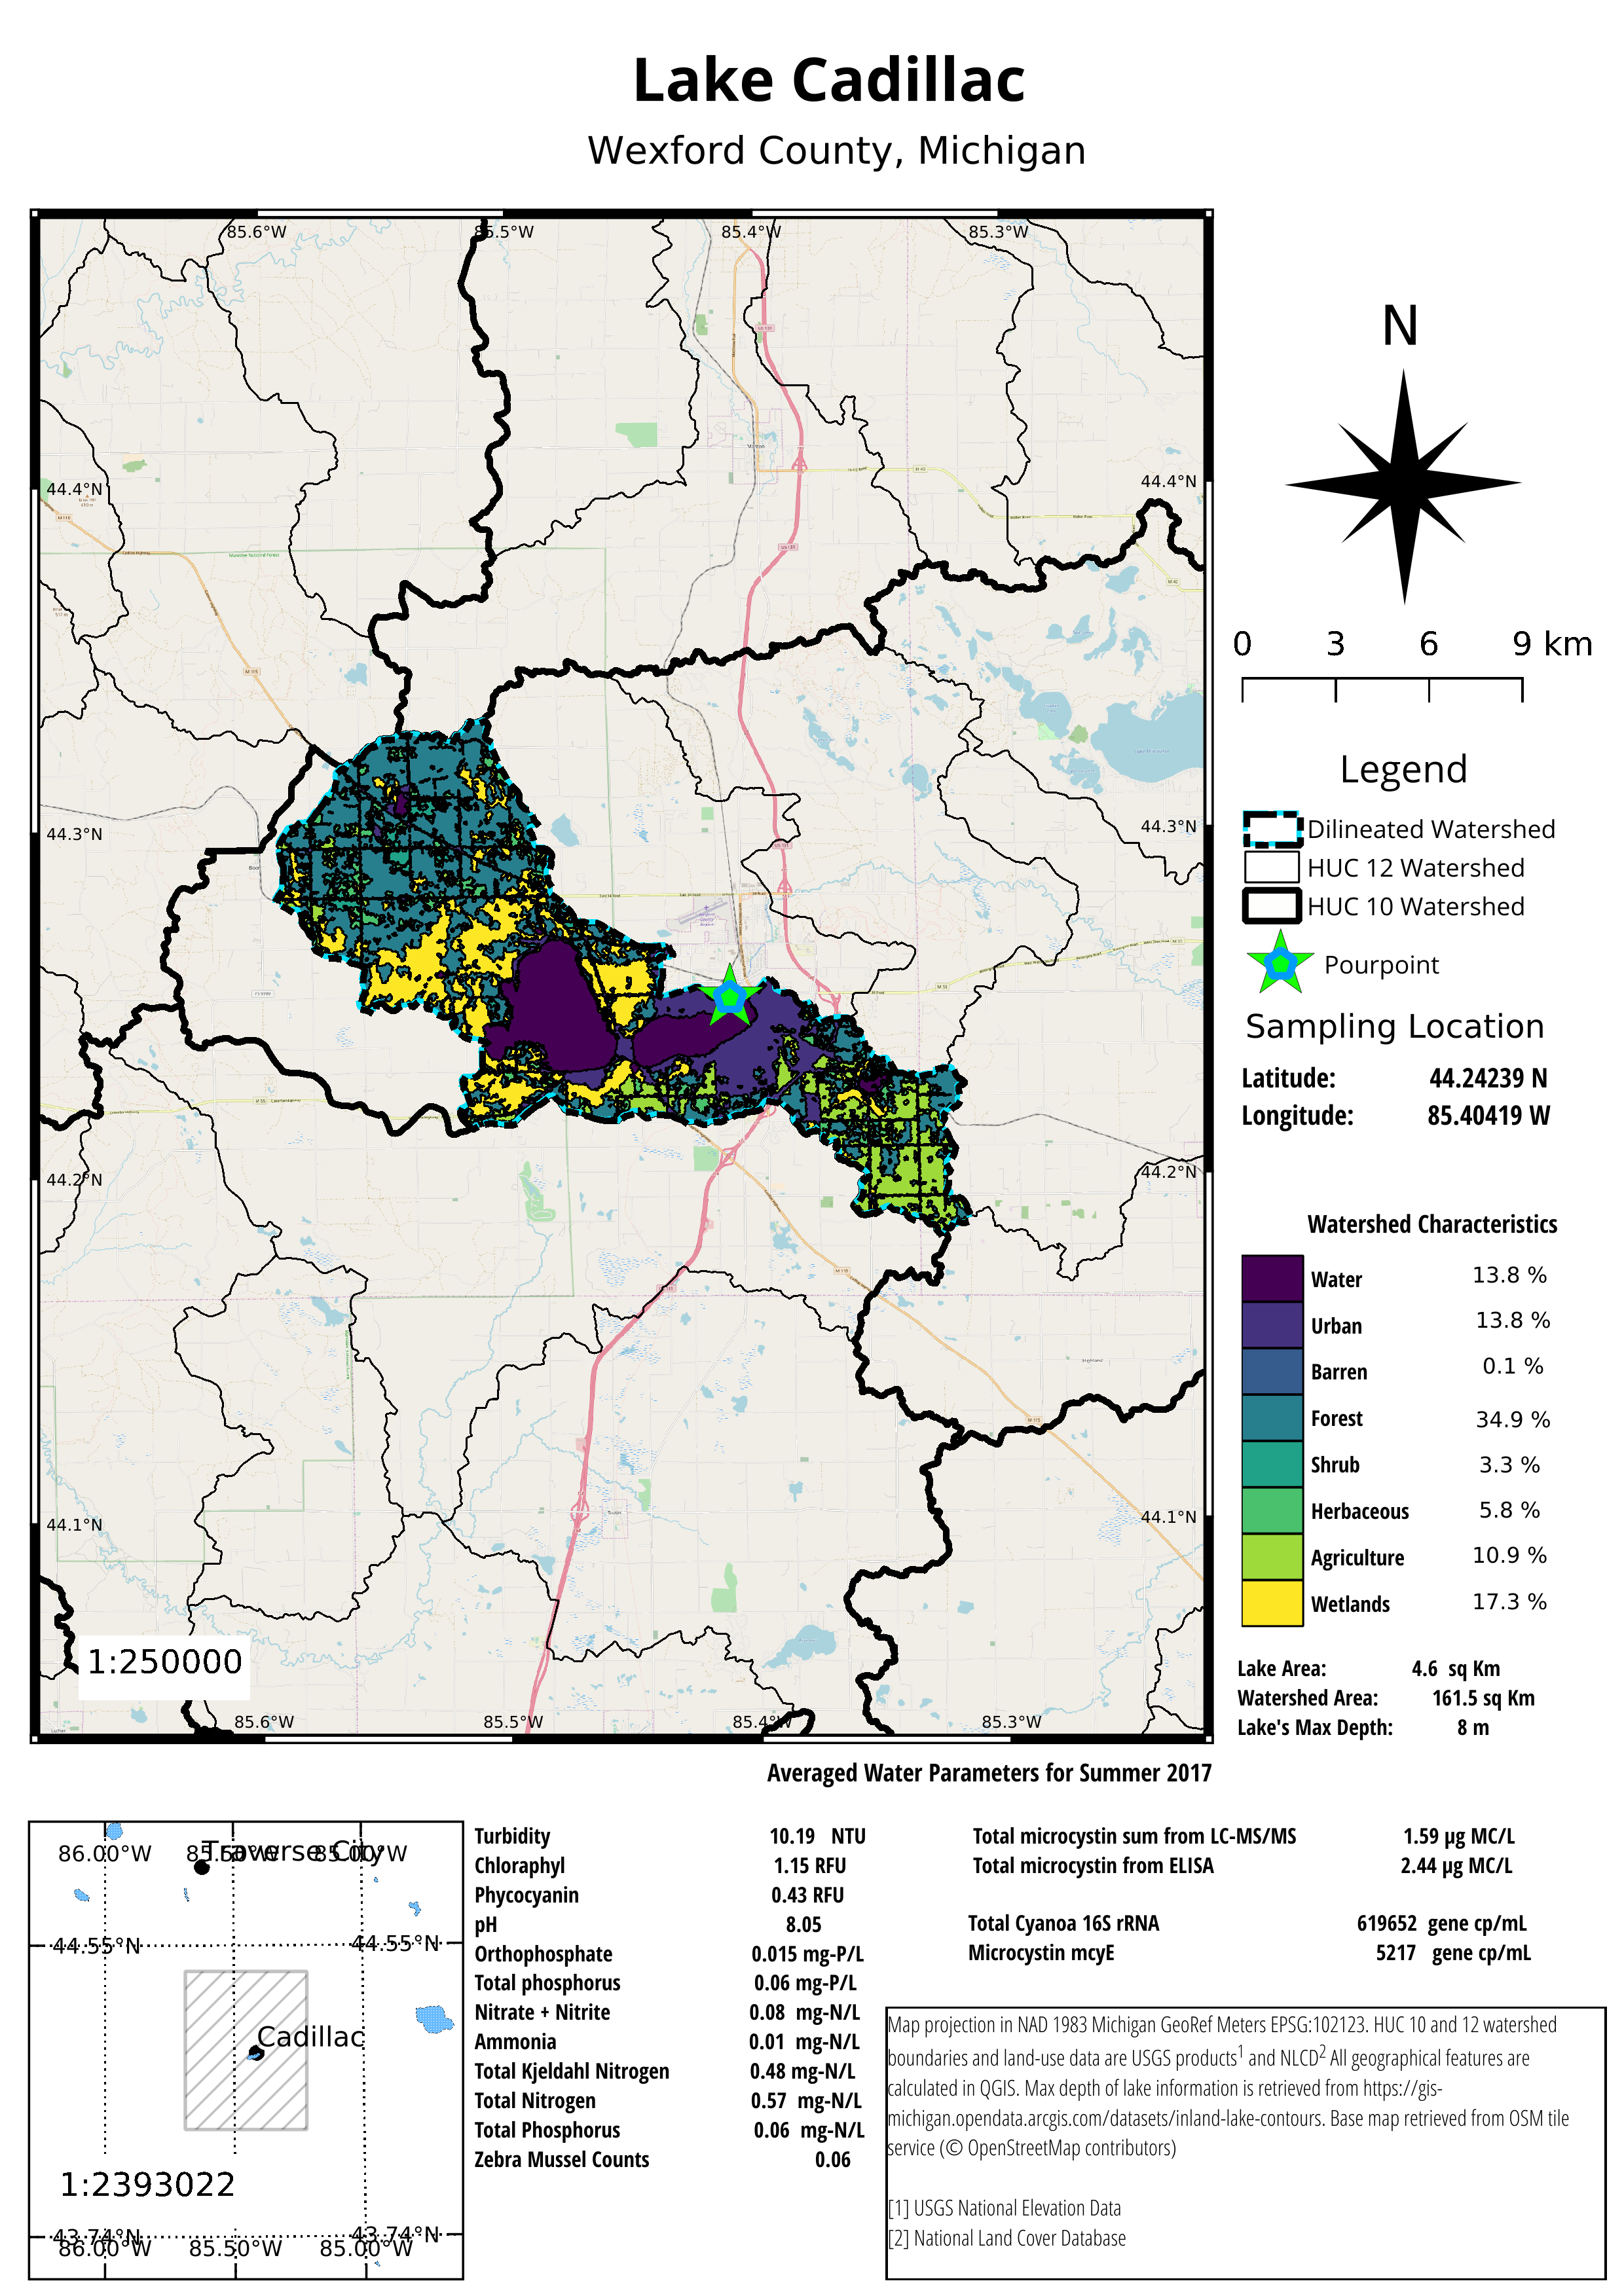 Lake Cadillac
Wexford County, Michigan
85.6°W 85.5°W 85.4°W 85.3°W
44.4°N 44.4°N
44.3°N 44.3°N
44.2°N 44.2°N
44.1°N 44.1°N
1:250000
85.6°W 85.5°W 85.4°W 85.3°W
N
0 3 6 9 km
Legend
Dilineated Watershed
HUC 12 Watershed
HUC 10 Watershed
Pourpoint
Sampling Location
Latitude: 44.24239 N
Longitude: 85.40419 W
Watershed Characteristics
Water 13.8 %
Urban 13.8 %
Barren 0.1 %
Forest 34.9 %
Shrub 3.3 %
Herbaceous 5.8 %
Agriculture 10.9 %
Wetlands 17.3 %
Lake Area: 4.6 sq Km
Watershed Area: 161.5 sq Km
Lake's Max Depth: 8 m
Averaged Water Parameters for Summer 2017
86.00°W 85.50°W 85.00°W
Traverse City
44.55°N 44.55°N
Cadillac
1:2393022
43.74°N 43.74°N
86.00°W 85.50°W 85.00°W
Turbidity 10.19 NTU
Chloraphyl 1.15 RFU
Phycocyanin 0.43 RFU
pH 8.05
Orthophosphate 0.015 mg-P/L
Total phosphorus 0.06 mg-P/L
Nitrate + Nitrite 0.08 mg-N/L
Ammonia 0.01 mg-N/L
Total Kjeldahl Nitrogen 0.48 mg-N/L
Total Nitrogen 0.57 mg-N/L
Total Phosphorus 0.06 mg-N/L
Zebra Mussel Counts 0.06
Total microcystin sum from LC-MS/MS 1.59 µg MC/L
Total microcystin from ELISA 2.44 µg MC/L
Total Cyanoa 16S rRNA 619652 gene cp/mL
Microcystin mcyE 5217 gene cp/mL
Map projection in NAD 1983 Michigan GeoRef Meters EPSG:102123. HUC 10 and 12 watershed
boundaries and land-use data are USGS products1 and NLCD2 All geographical features are
calculated in QGIS. Max depth of lake information is retrieved from https://gis-
michigan.opendata.arcgis.com/datasets/inland-lake-contours. Base map retrieved from OSM tile
service (© OpenStreetMap contributors)
[1] USGS National Elevation Data
[2] National Land Cover Database